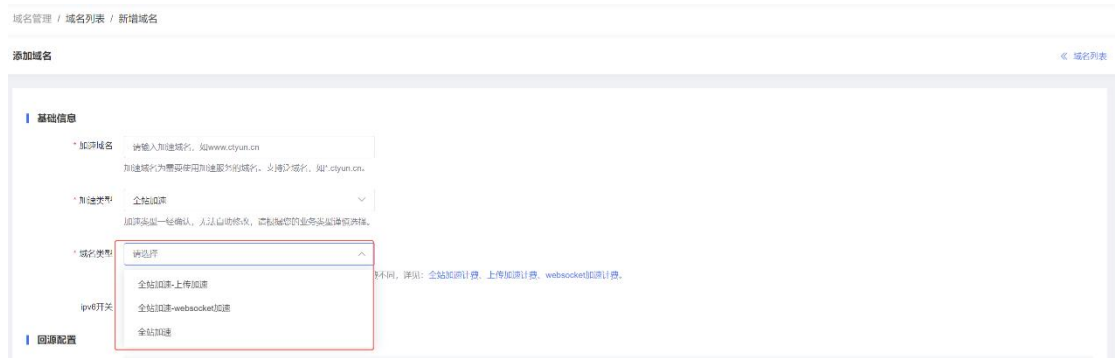 域名管理 / 域名列表 / 新增域名
添加域名
《 域名列表
基础信息
* 加速域名 请输入加速域名，如www.ctyun.cn
加速域名为需要使用加速服务的域名。支持泛域名，如*.ctyun.cn。
* 加速类型 全站加速
加速类型一经确认，无法自助修改，请根据您的业务类型谨慎选择。
* 域名类型 请选择
不同，详见：全站加速计费、上传加速计费、websocket加速计费。
全站加速-上传加速
ipv6开关 全站加速-websocket加速
全站加速
回源配置